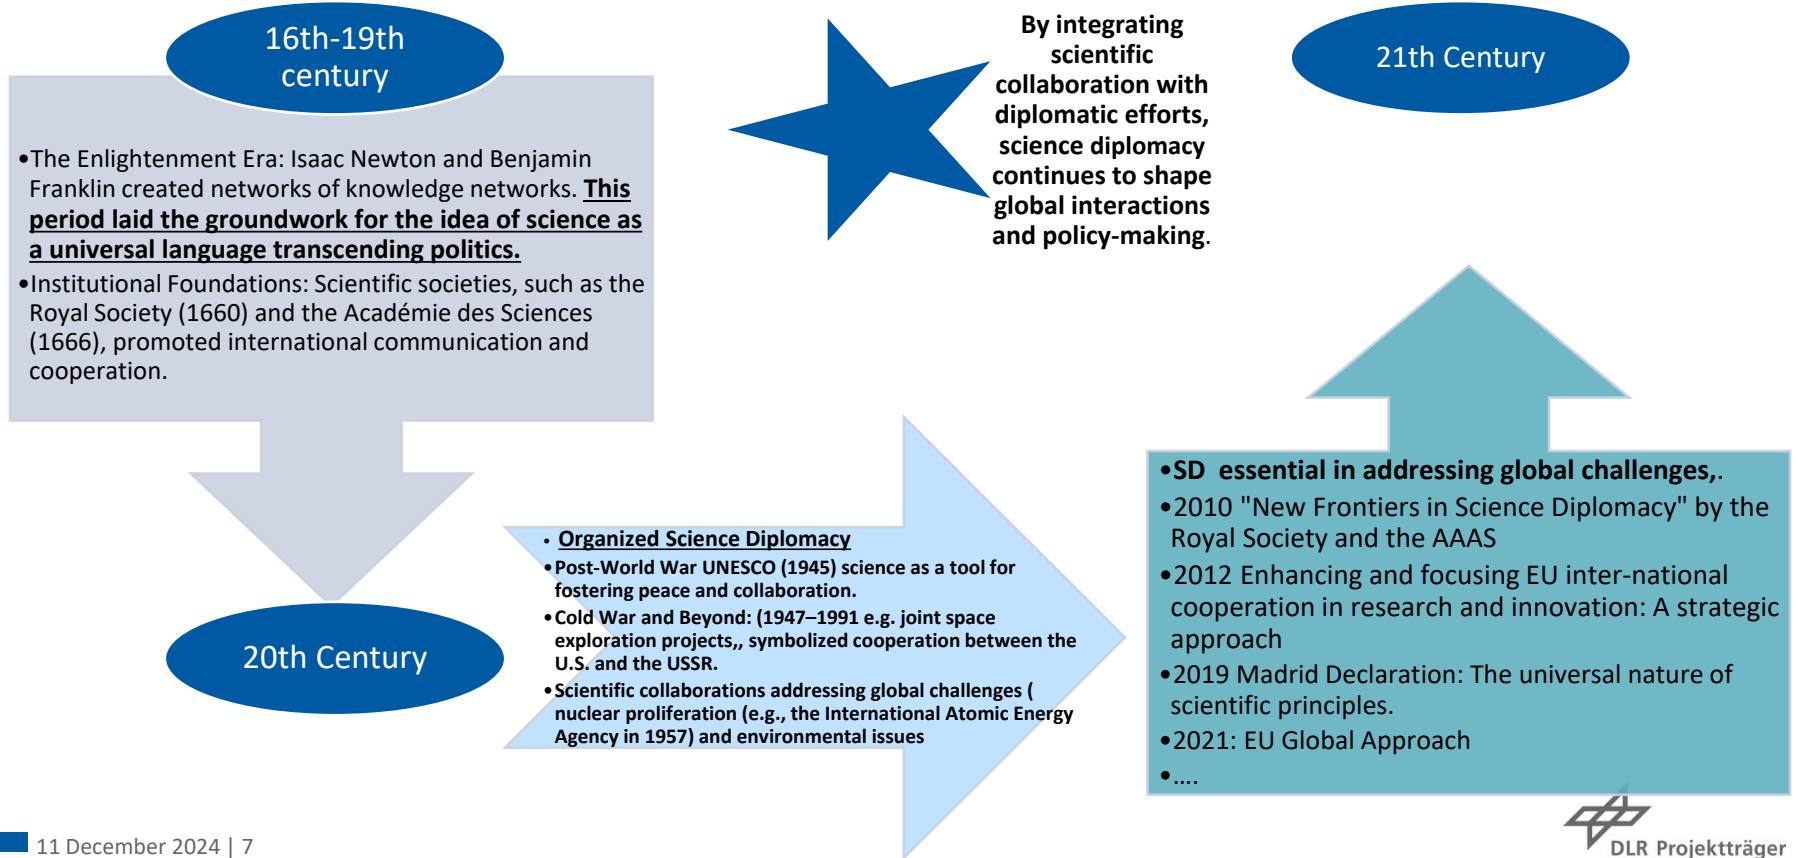 16th-19th
century
•The Enlightenment Era: Isaac Newton and Benjamin
Franklin created networks of knowledge networks. This
period laid the groundwork for the idea of science as
a universal language transcending politics.
•Institutional Foundations: Scientific societies, such as the
Royal Society (1660) and the Académie des Sciences
(1666), promoted international communication and
cooperation.
20th Century
• Organized Science Diplomacy
•Post-World War UNESCO (1945) science as a tool for
fostering peace and collaboration.
•Cold War and Beyond: (1947–1991 e.g. joint space
exploration projects,, symbolized cooperation between the
U.S. and the USSR.
•Scientific collaborations addressing global challenges (
nuclear proliferation (e.g., the International Atomic Energy
Agency in 1957) and environmental issues
By integrating
scientific
collaboration with
diplomatic efforts,
science diplomacy
continues to shape
global interactions
and policy-making.
21th Century
•SD essential in addressing global challenges,.
•2010 "New Frontiers in Science Diplomacy" by the
Royal Society and the AAAS
•2012 Enhancing and focusing EU inter-national
cooperation in research and innovation: A strategic
approach
•2019 Madrid Declaration: The universal nature of
scientific principles.
•2021: EU Global Approach
•....
11 December 2024 | 7
DLR Projektträger